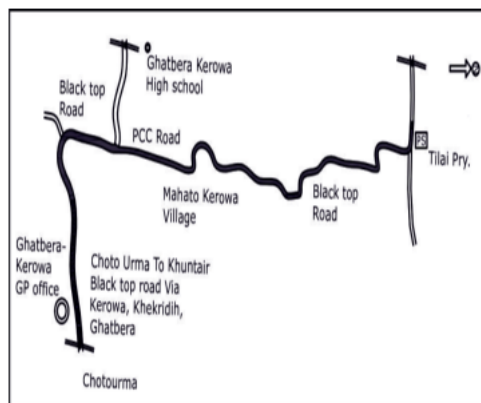 Ghatbera Kerowa
High school
Black top
Road
PCC Road
PS
Tilai Pry.
Mahato Kerowa
Village
Black top
Road
Ghatbera-
Kerowa
GP office
Choto Urma To Khuntair
Black top road Via
Kerowa, Khekridih,
Ghatbera
Chotourma